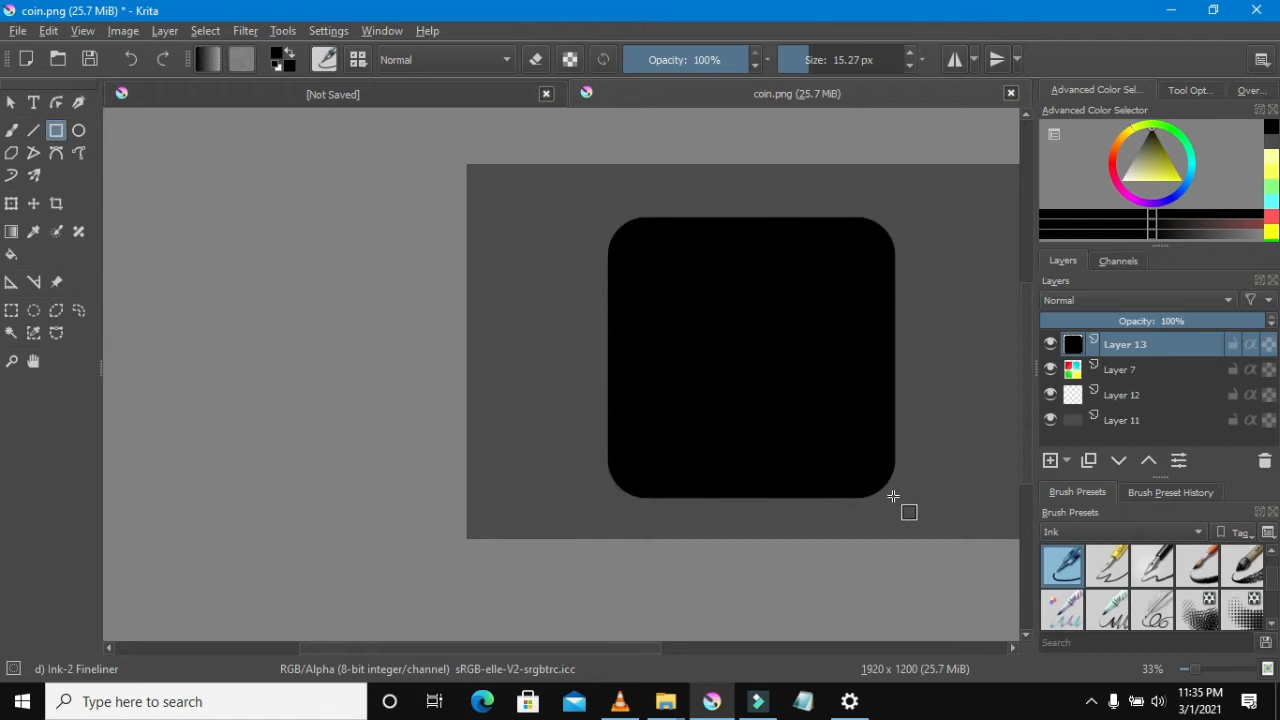 coin.png (25.7 MiB) * - Krita
File Edit View Image Layer Select Filter Tools Settings Window Help
Normal Opacity: 100% Size: 15.27 px
[Not Saved] coin.png (25.7 MiB) Advanced Color Sel... Tool Opt... Over...
Advanced Color Selector
Layers Channels
Layers
Normal
Opacity: 100%
Layer 13
Layer 7
Layer 12
Layer 11
Brush Presets Brush Preset History
Brush Presets
Ink Tag
Search
d) Ink-2 Fineliner RGB/Alpha (8-bit integer/channel) sRGB-elle-V2-srgbtrc.icc 1920 x 1200 (25.7 MiB) 33%
Type here to search 11:35 PM
3/1/2021